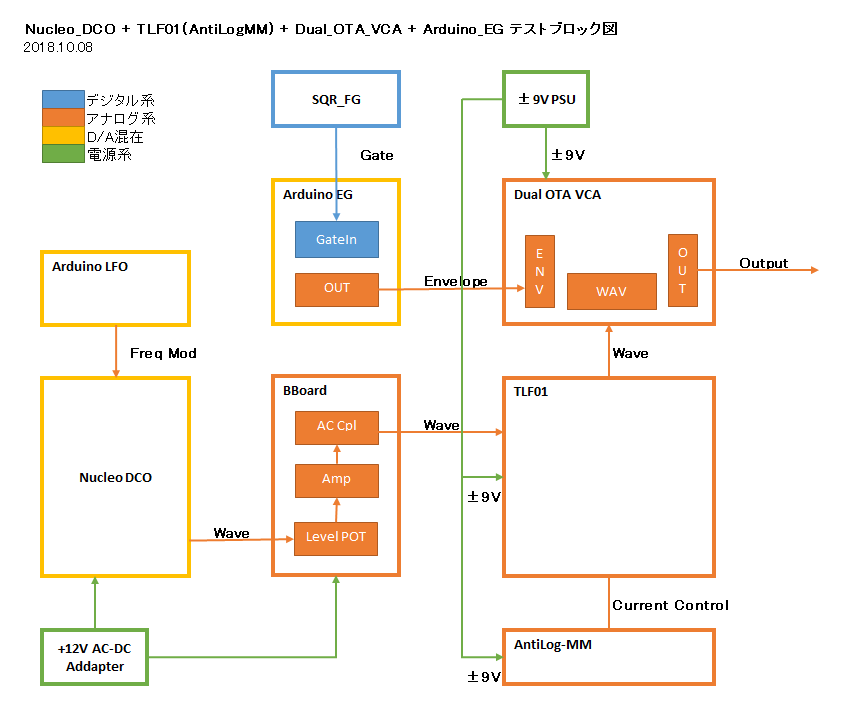 Nucleo_DCO + TLF01(AntiLogMM) + Dual_OTA_VCA + Arduino_EG テストブロック図
2018.10.08
デジタル系
アナログ系
D/A混在
電源系
SQR_FG
±9V PSU
Gate
±9V
Arduino EG
GateIn
OUT
Envelope
Dual OTA VCA
ENV
WAV
OUT
Output
Arduino LFO
Freq Mod
Wave
Nucleo DCO
Wave
BBoard
AC Cpl
Amp
Level POT
Wave
TLF01
±9V
Current Control
+12V AC-DC
Addapter
AntiLog-MM
±9V